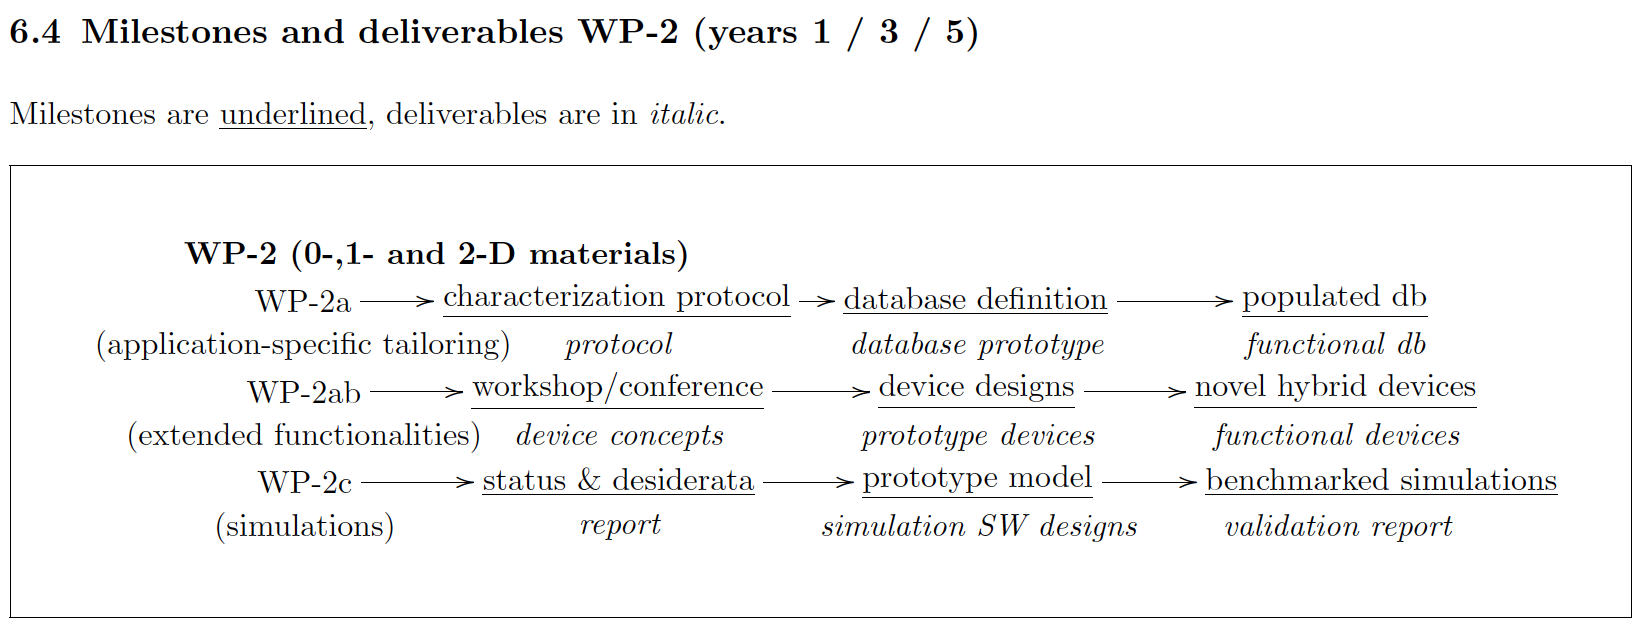 6.4 Milestones and deliverables WP-2 (years 1 / 3 / 5)
Milestones are underlined, deliverables are in italic.
WP-2 (0-,1- and 2-D materials)
WP-2a characterization protocol database definition populated db
(application-specific tailoring) protocol database prototype functional db
WP-2ab workshop/conference device designs novel hybrid devices
(extended functionalities) device concepts prototype devices functional devices
WP-2c status & desiderata prototype model benchmarked simulations
(simulations) report simulation SW designs validation report